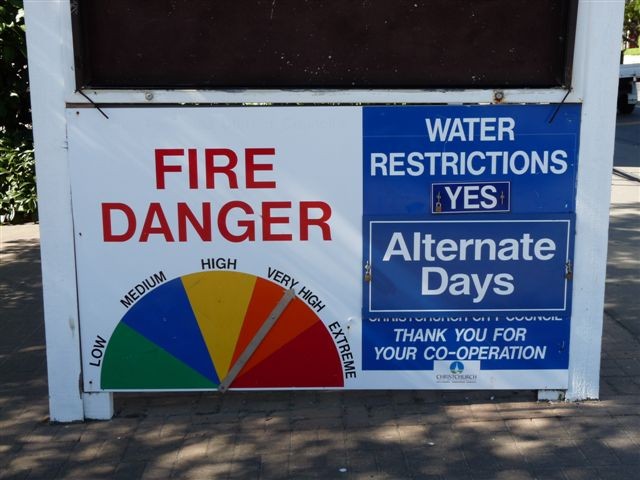 FIRE
DANGER
LOW
MEDIUM
HIGH
VERY HIGH
EXTREME
WATER
RESTRICTIONS
YES
Alternate
Days
CHRISTCHURCH CITY COUNCIL
THANK YOU FOR
YOUR CO-OPERATION
CHRISTCHURCH